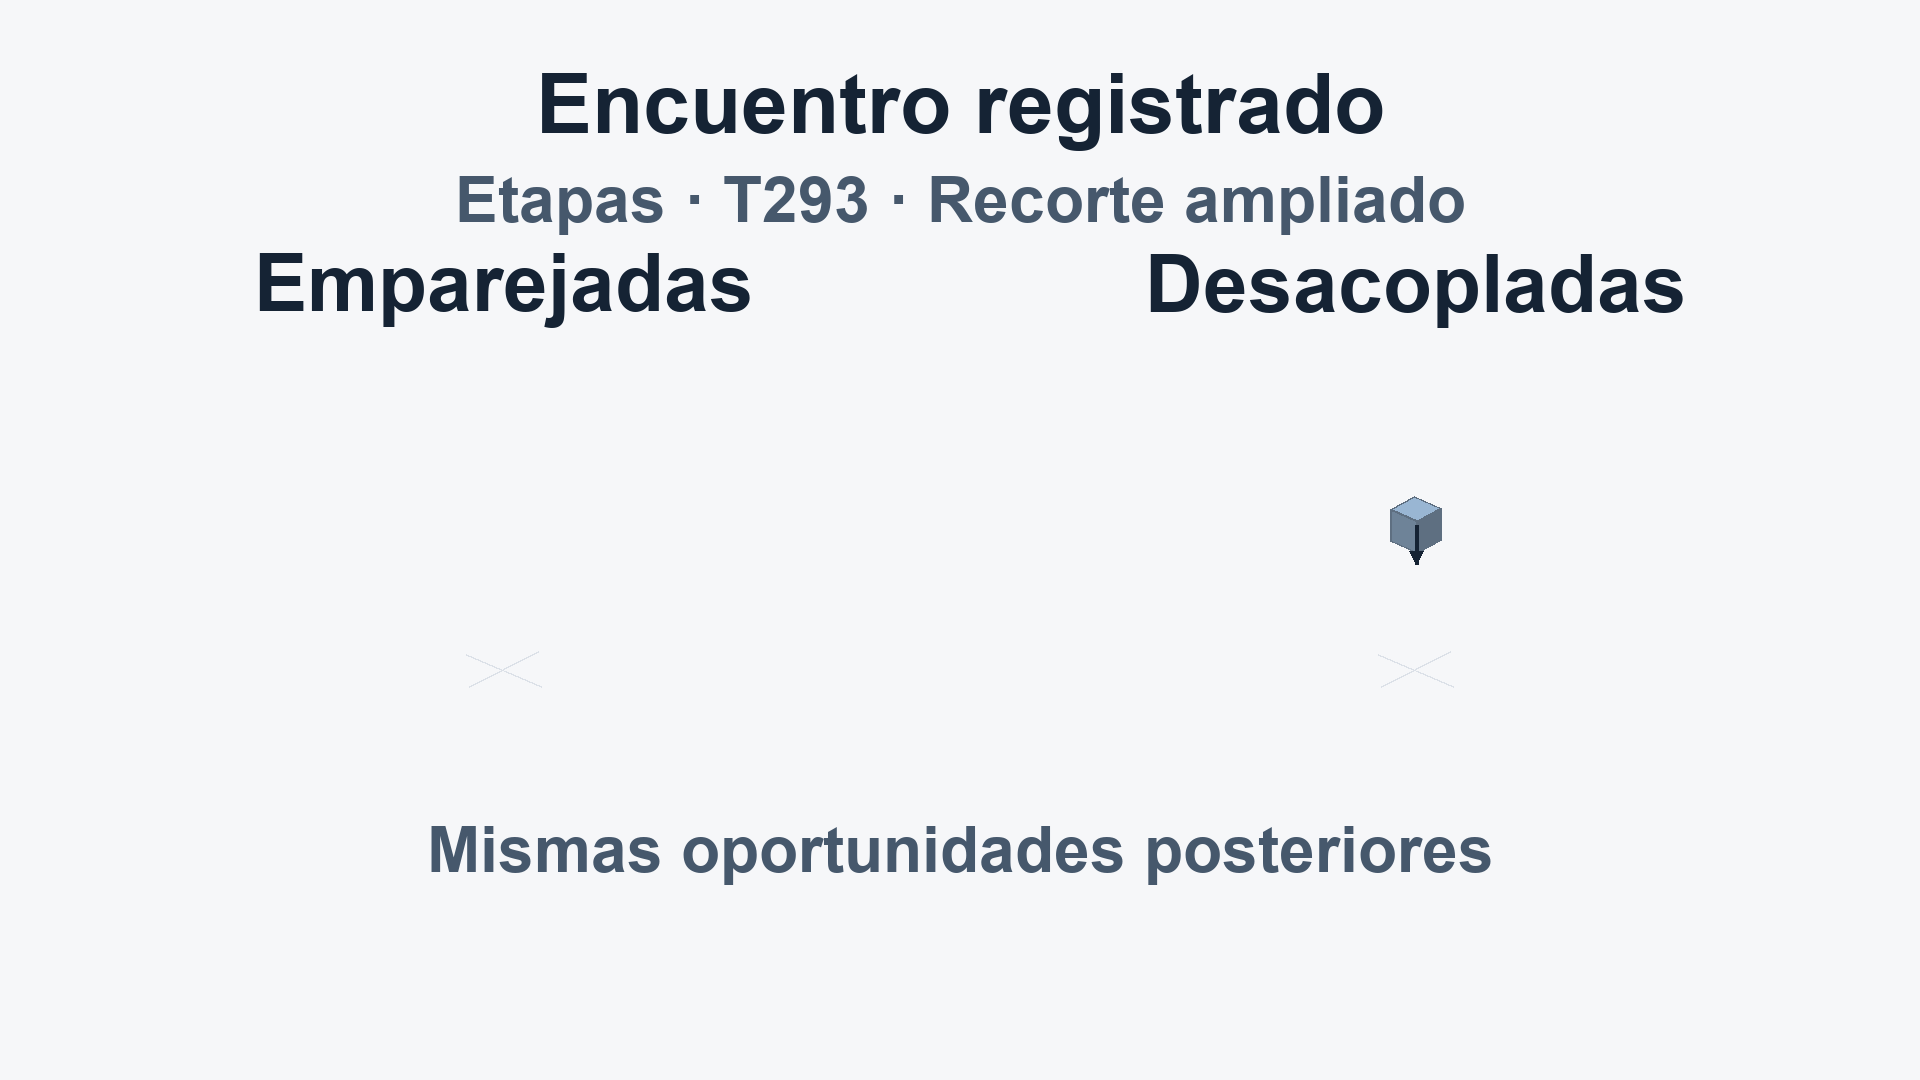 Encuentro registrado
Etapas · T293 · Recorte ampliado
Emparejadas
Desacopladas
Mismas oportunidades posteriores